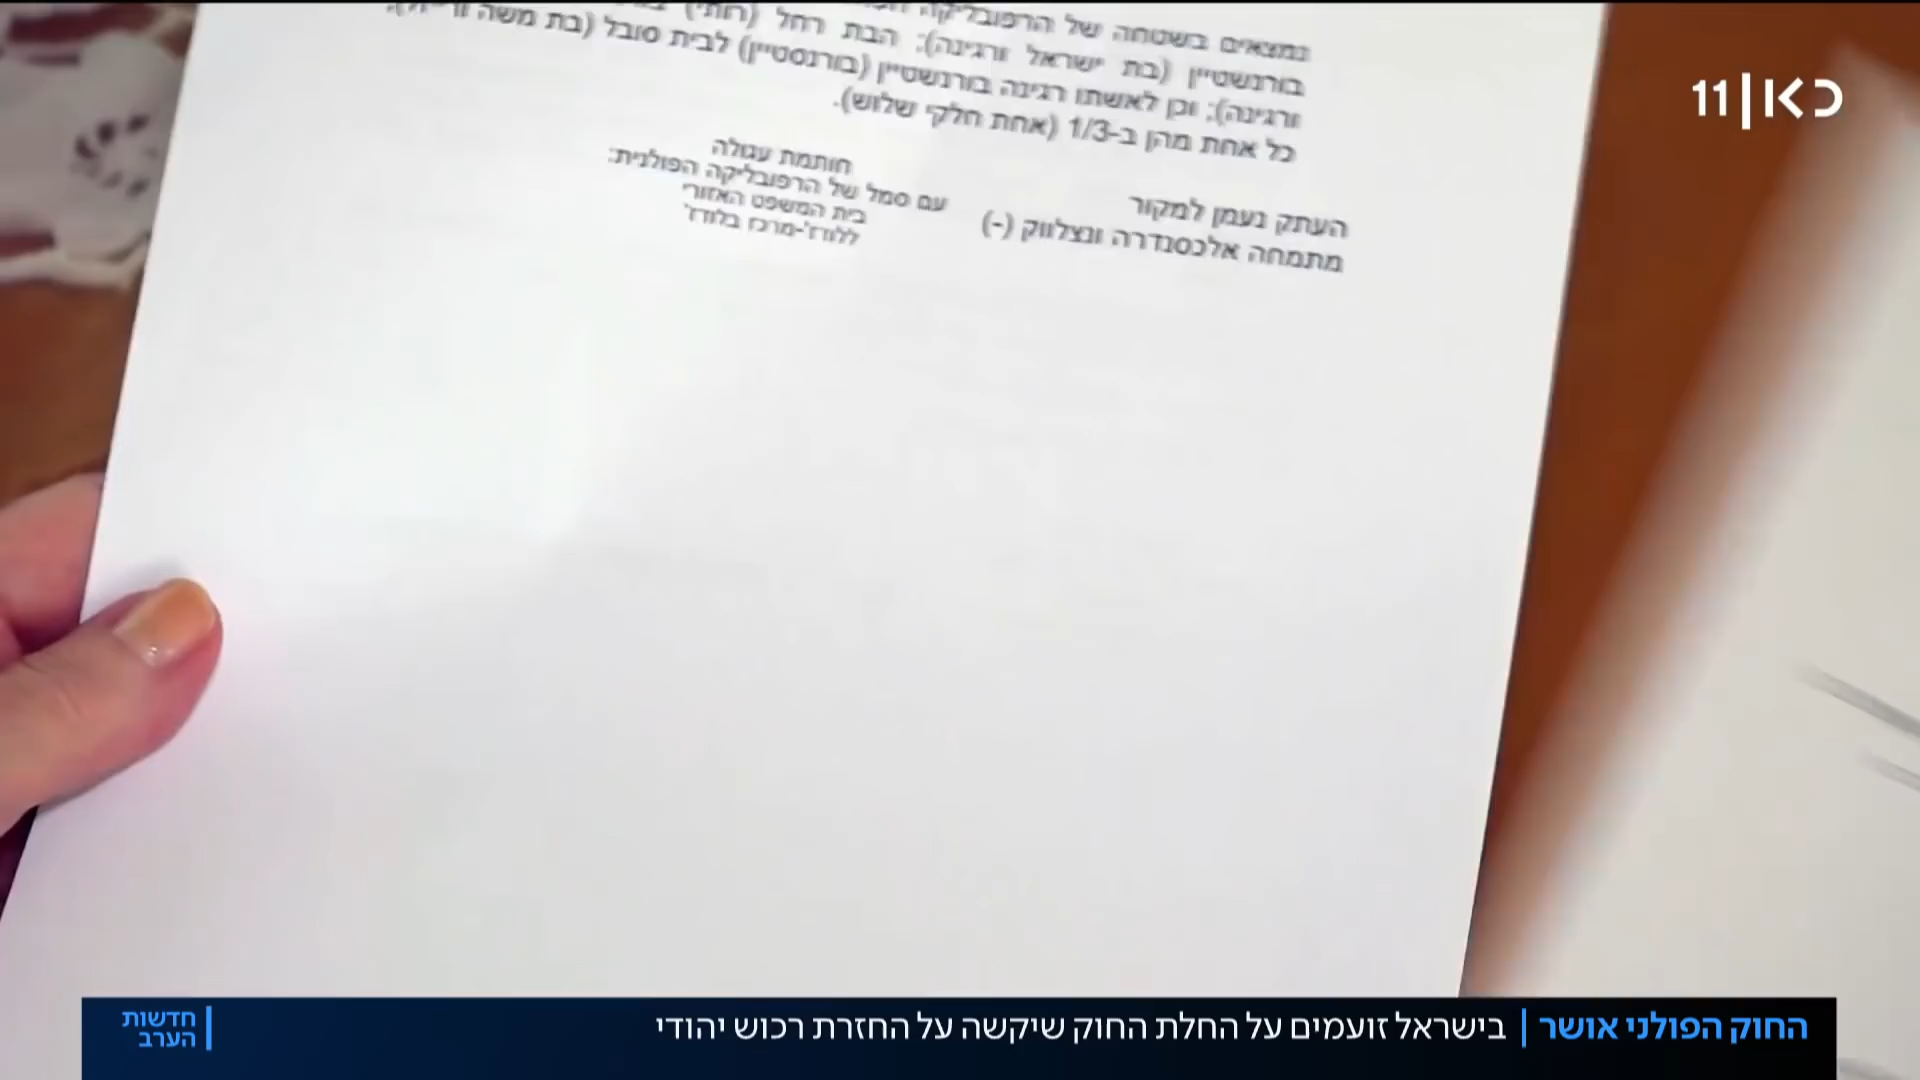 נמצאים בשטחה של הרפובליקה
בורנשטיין (בת ישראל ורגינה); הבת רחל (רותי)
ורגינה); וכן לאשתו רגינה בורנשטיין (בורנסטיין) לבית סובל (בת משה
כל אחת מהן ב-1/3 (אחת חלקי שלוש).
העתק נעמן למקור
מתמחה אלכסנדרה ונצלווק (-)
חותמת עגולה
עם סמל של הרפובליקה הפולנית:
בית המשפט האזורי
ללודז'-מרכז בלודז'
כאן 11
החוק הפולני אושר | בישראל זועמים על החלת החוק שיקשה על החזרת רכוש יהודי
חדשות
הערב